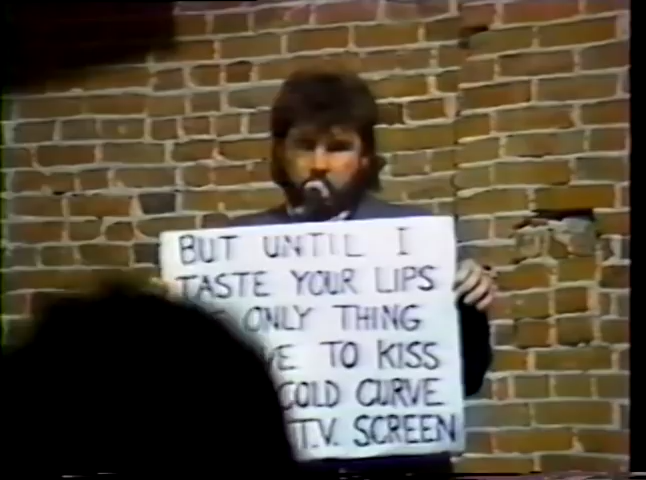 BUT UNTIL I
TASTE YOUR LIPS
ONLY THING
TO KISS
COLD CURVE
T.V. SCREEN